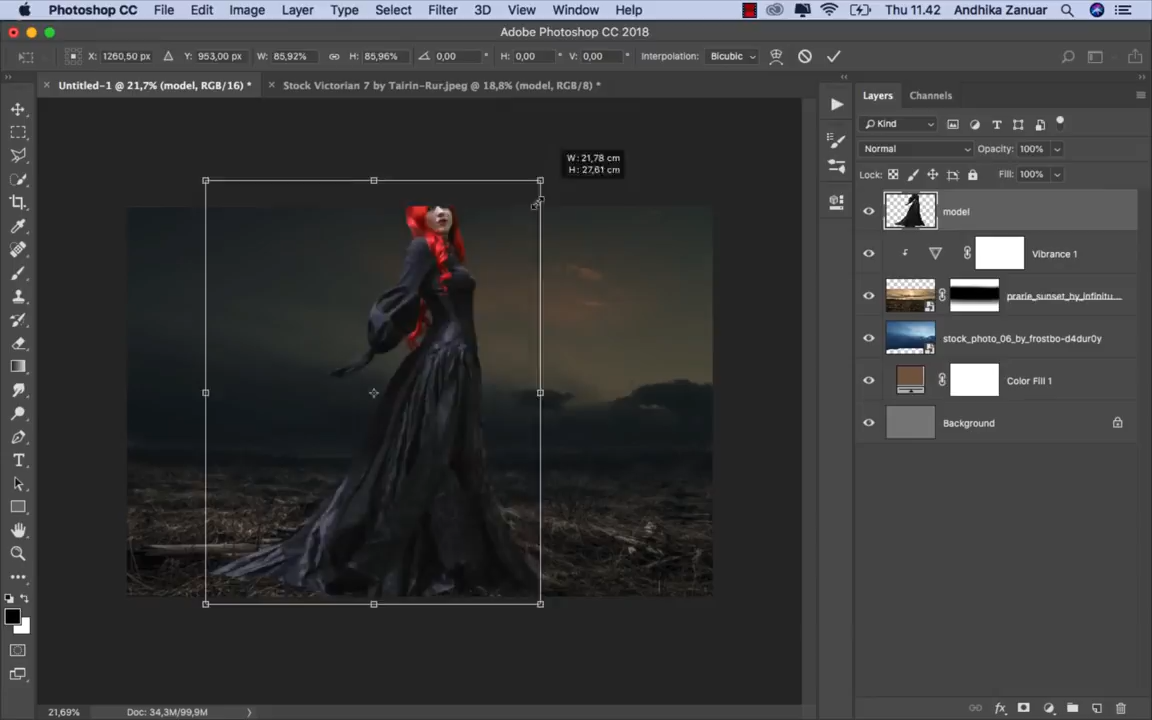 Photoshop CC File Edit Image Layer Type Select Filter 3D View Window Help Thu 11.42 Andhika Zanuar
Adobe Photoshop CC 2018
X: 1260,50 px Y: 953,00 px W: 85,92% H: 85,96% 0,00 H: 0,00 V: 0,00 Interpolation: Bicubic
Untitled-1 @ 21,7% (model, RGB/16) * Stock Victorian 7 by Tairin-Rur.jpeg @ 18,8% (model, RGB/8) *
Layers Channels
Kind
Normal Opacity: 100%
W: 21,78 cm
H: 27,61 cm
Lock: Fill: 100%
model
Vibrance 1
prarie_sunset_by_infinitu...
stock_photo_06_by_frostbo-d4dur0y
Color Fill 1
Background
21,69% Doc: 34,3M/99,9M